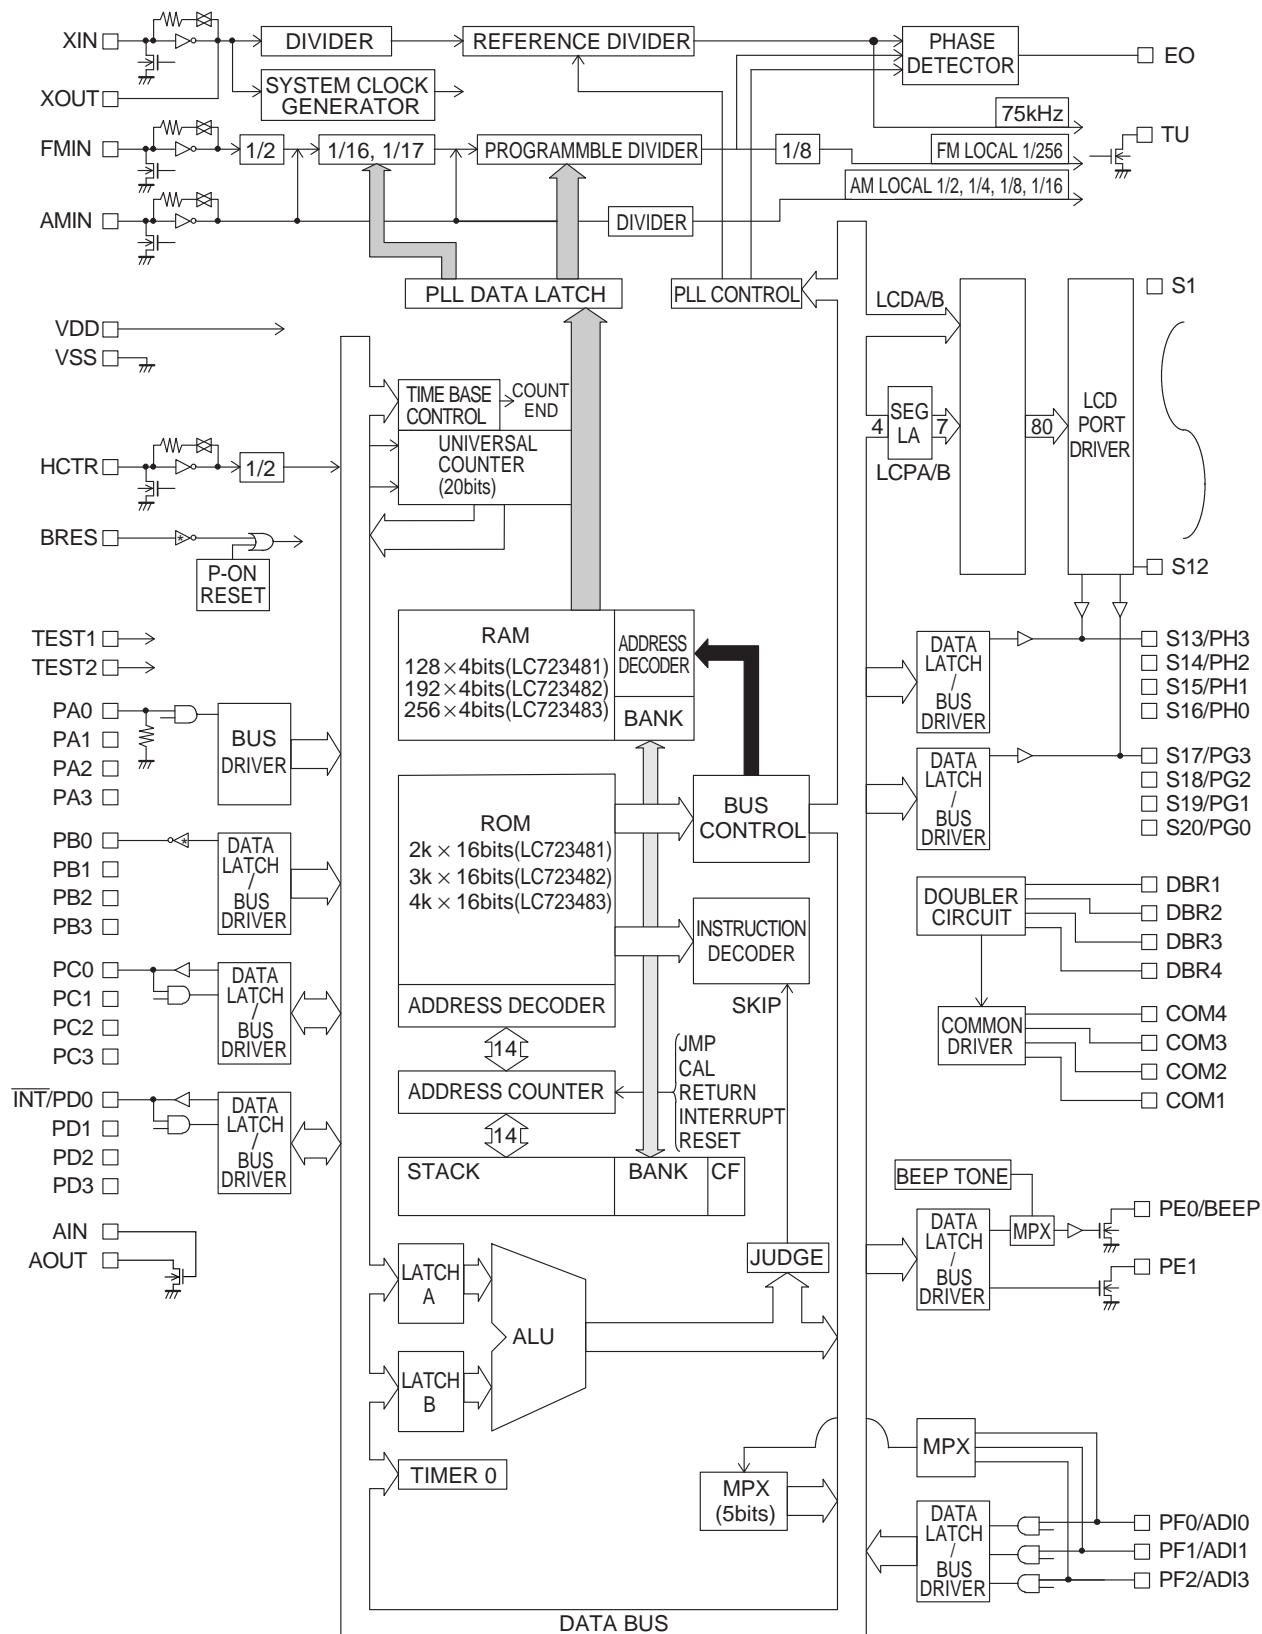 XIN
DIVIDER
REFERENCE DIVIDER
PHASE
DETECTOR
EO
XOUT
SYSTEM CLOCK
GENERATOR
75kHz
TU
FMIN
1/2
1/16, 1/17
PROGRAMMBLE DIVIDER
1/8
FM LOCAL 1/256
AM LOCAL 1/2, 1/4, 1/8, 1/16
AMIN
DIVIDER
PLL DATA LATCH
PLL CONTROL
LCDA/B
S1
VDD
VSS
TIME BASE
CONTROL
COUNT
END
SEG
LA
4
7
80
LCD
PORT
DRIVER
UNIVERSAL
COUNTER
(20bits)
LCPA/B
HCTR
1/2
BRES
*
P-ON
RESET
S12
TEST1
TEST2
RAM
128×4bits(LC723481)
192×4bits(LC723482)
256×4bits(LC723483)
ADDRESS
DECODER
BANK
DATA
LATCH
/
BUS
DRIVER
S13/PH3
S14/PH2
S15/PH1
S16/PH0
PA0
PA1
PA2
PA3
BUS
DRIVER
DATA
LATCH
/
BUS
DRIVER
S17/PG3
S18/PG2
S19/PG1
S20/PG0
ROM
2k × 16bits(LC723481)
3k × 16bits(LC723482)
4k × 16bits(LC723483)
BUS
CONTROL
PB0
PB1
PB2
PB3
*
DATA
LATCH
/
BUS
DRIVER
INSTRUCTION
DECODER
DOUBLER
CIRCUIT
DBR1
DBR2
DBR3
DBR4
PC0
PC1
PC2
PC3
DATA
LATCH
/
BUS
DRIVER
ADDRESS DECODER
SKIP
14
COMMON
DRIVER
COM4
COM3
COM2
COM1
ADDRESS COUNTER
JMP
CAL
RETURN
INTERRUPT
RESET
14
INT/PD0
PD1
PD2
PD3
DATA
LATCH
/
BUS
DRIVER
STACK
BANK
CF
BEEP TONE
DATA
LATCH
/
BUS
DRIVER
MPX
PE0/BEEP
PE1
AIN
AOUT
JUDGE
LATCH
A
ALU
LATCH
B
TIMER 0
MPX
(5bits)
MPX
DATA
LATCH
/
BUS
DRIVER
PF0/ADI0
PF1/ADI1
PF2/ADI3
DATA BUS